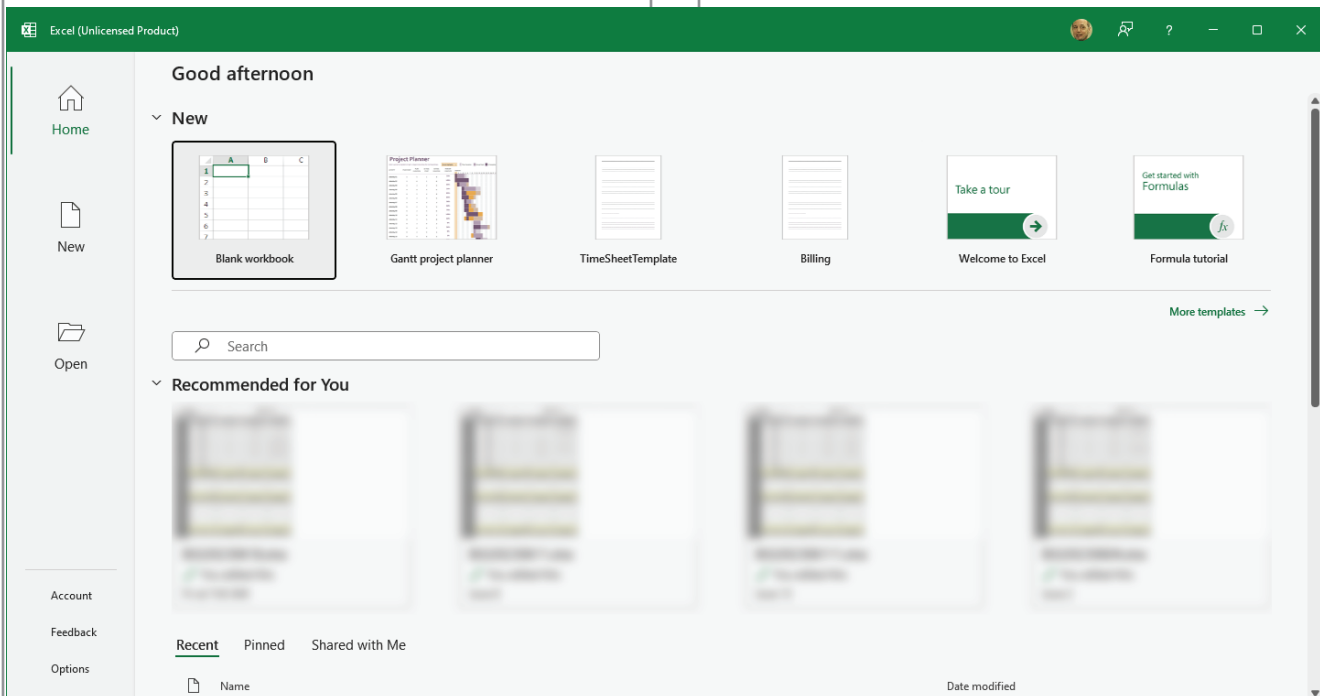 Excel (Unlicensed Product)
?
Good afternoon
Home
New
A B C
1
2
3
4
5
6
7
Blank workbook
Project Planner
Gantt project planner
TimeSheetTemplate
Billing
Take a tour
Welcome to Excel
Get started with
Formulas
fx
Formula tutorial
New
More templates
Search
Open
Recommended for You
Account
Feedback
Options
Recent Pinned Shared with Me
Name Date modified